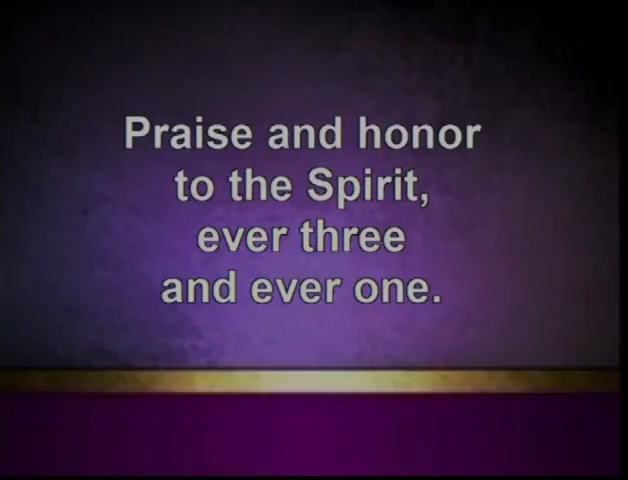 Praise and honor
to the Spirit,
ever three
and ever one.